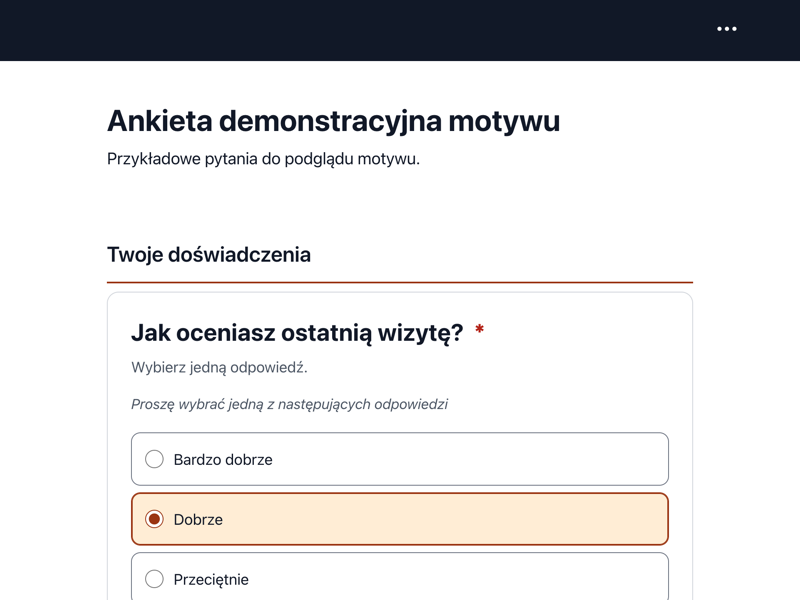 Ankieta demonstracyjna motywu
Przykładowe pytania do podglądu motywu.
Twoje doświadczenia
Jak oceniasz ostatnią wizytę? *
Wybierz jedną odpowiedź.
Proszę wybrać jedną z następujących odpowiedzi
Bardzo dobrze
Dobrze
Przeciętnie